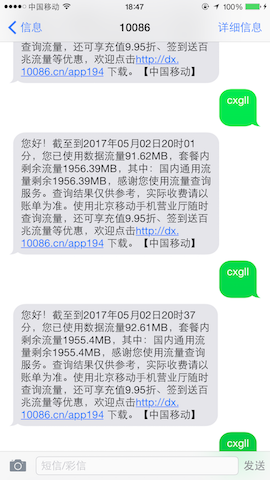 中国移动 18:47 100%
信息 10086 详细信息
查询流量，还可享充值9.95折、签到送百
兆流量等优惠，欢迎点击http://dx.
10086.cn/app194 下载。【中国移动】
cxgll
您好！截至到2017年05月02日20时01
分，您已使用数据流量91.62MB，套餐内
剩余流量1956.39MB，其中：国内通用流
量剩余1956.39MB，感谢您使用流量查询
服务。查询结果仅供参考，实际收费请以
账单为准。使用北京移动手机营业厅随时
查询流量，还可享充值9.95折、签到送百
兆流量等优惠，欢迎点击http://dx.
10086.cn/app194 下载。【中国移动】
cxgll
您好！截至到2017年05月02日20时37
分，您已使用数据流量92.61MB，套餐内
剩余流量1955.4MB，其中：国内通用流
量剩余1955.4MB，感谢您使用流量查询
服务。查询结果仅供参考，实际收费请以
账单为准。使用北京移动手机营业厅随时
查询流量，还可享充值9.95折、签到送百
兆流量等优惠，欢迎点击http://dx.
10086.cn/app194 下载。【中国移动】
cxgll
短信/彩信 发送